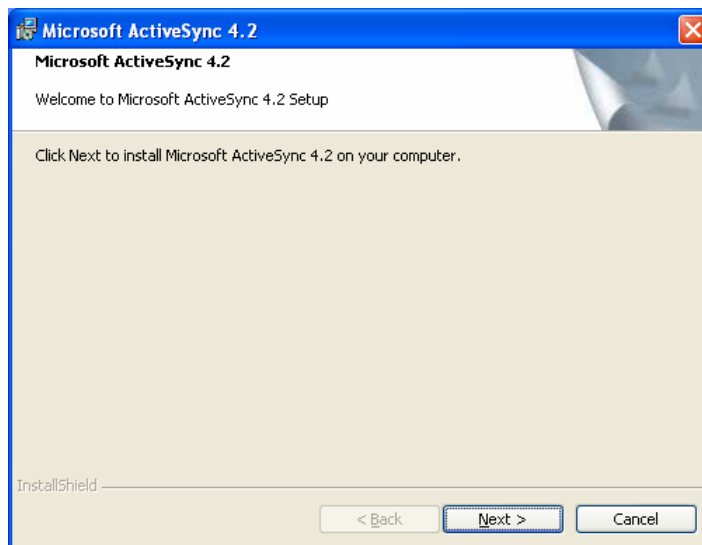 Microsoft ActiveSync 4.2
Microsoft ActiveSync 4.2
Welcome to Microsoft ActiveSync 4.2 Setup
Click Next to install Microsoft ActiveSync 4.2 on your computer.
InstallShield
< Back Next > Cancel